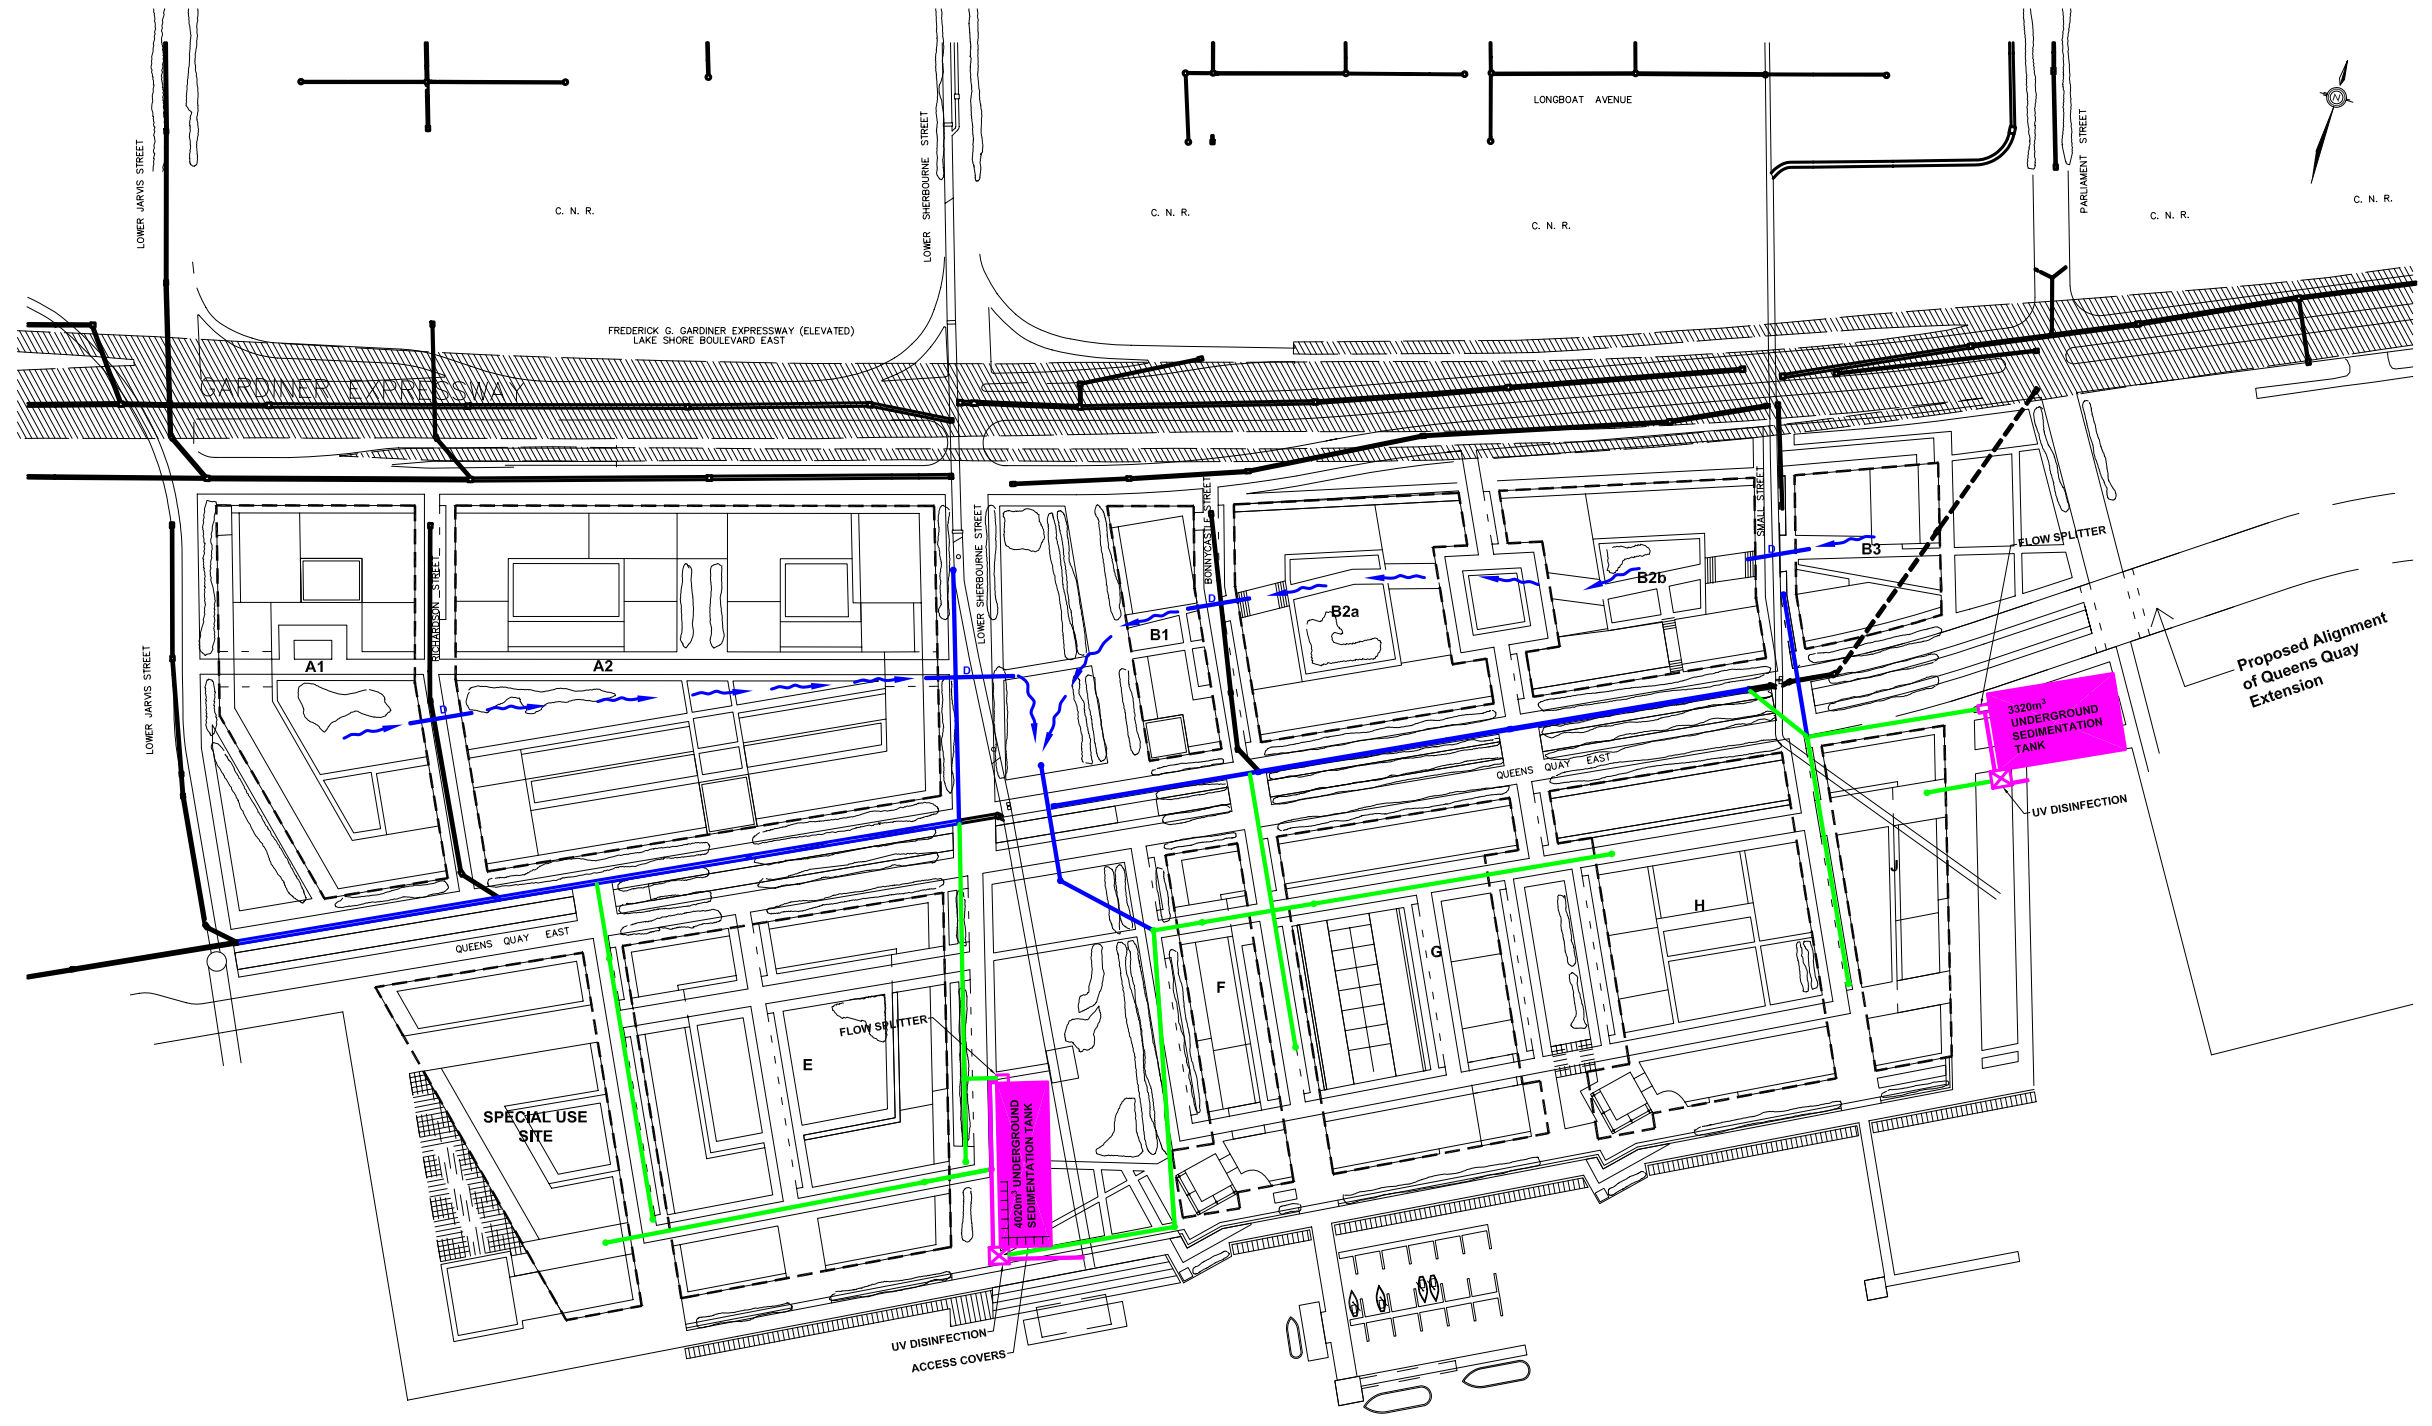 LONGBOAT AVENUE
N
LOWER JARVIS STREET
LOWER SHERBOURNE STREET
PARLIAMENT STREET
C. N. R.
C. N. R.
C. N. R.
C. N. R.
C. N. R.
FREDERICK G. GARDINER EXPRESSWAY (ELEVATED)
LAKE SHORE BOULEVARD EAST
GARDINER EXPRESSWAY
LOWER JARVIS STREET
RICHARDSON STREET
LOWER SHERBOURNE STREET
BONNYCASTLE STREET
SMALL STREET
FLOW SPLITTER
D
B3
B2b
D
B2a
B1
A1
A2
D
D
Proposed Alignment
of Queens Quay
Extension
3320m³
UNDERGROUND
SEDIMENTATION
TANK
UV DISINFECTION
QUEENS QUAY EAST
QUEENS QUAY EAST
J
H
G
F
E
FLOW SPLITTER
SPECIAL USE
SITE
4020m³ UNDERGROUND
SEDIMENTATION TANK
UV DISINFECTION
ACCESS COVERS